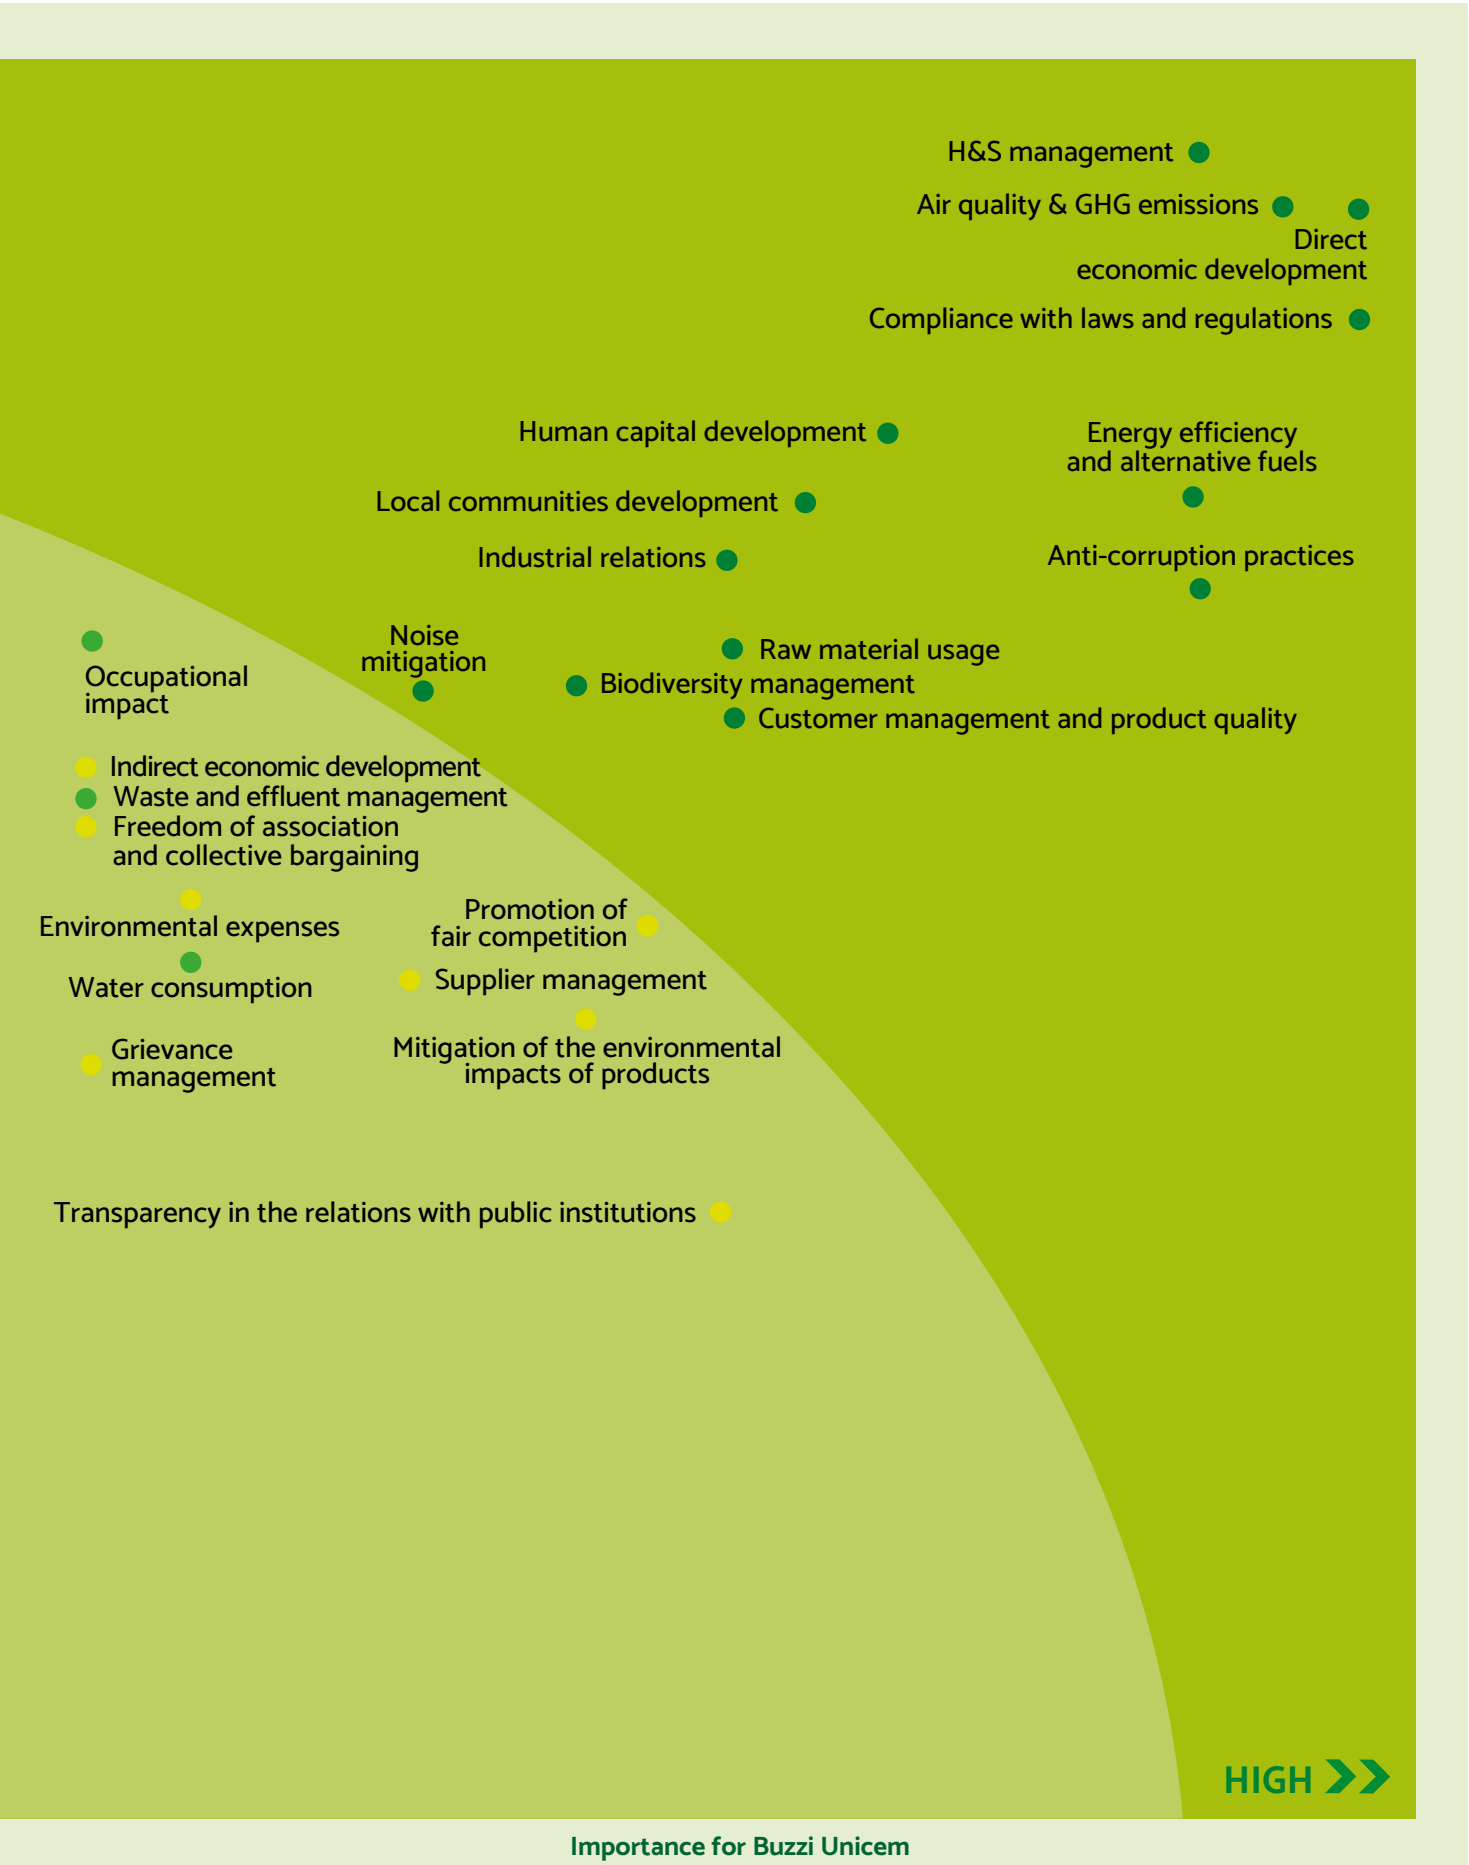 H&S management
Air quality & GHG emissions
Direct
economic development
Compliance with laws and regulations
Human capital development
Energy efficiency
and alternative fuels
Local communities development
Industrial relations
Anti-corruption practices
Noise
mitigation
Raw material usage
Biodiversity management
Customer management and product quality
Occupational
impact
Indirect economic development
Waste and effluent management
Freedom of association
and collective bargaining
Environmental expenses
Promotion of
fair competition
Water consumption
Supplier management
Grievance
management
Mitigation of the environmental
impacts of products
Transparency in the relations with public institutions
HIGH
Importance for Buzzi Unicem